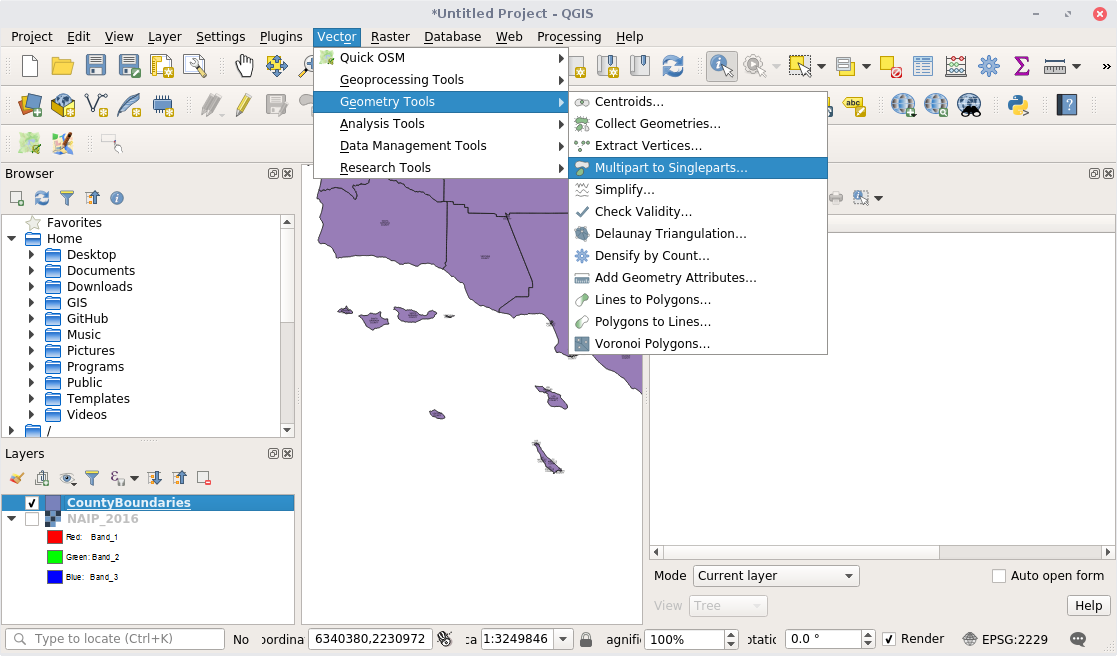 *Untitled Project - QGIS
Project Edit View Layer Settings Plugins Vector Raster Database Web Processing Help
Quick OSM
Geoprocessing Tools
Geometry Tools
Analysis Tools
Data Management Tools
Research Tools
Centroids...
Collect Geometries...
Extract Vertices...
Multipart to Singleparts...
Simplify...
Check Validity...
Delaunay Triangulation...
Densify by Count...
Add Geometry Attributes...
Lines to Polygons...
Polygons to Lines...
Voronoi Polygons...
abc
»
Browser
Favorites
Home
Desktop
Documents
Downloads
GIS
GitHub
Music
Pictures
Programs
Public
Templates
Videos
/
Layers
CountyBoundaries
NAIP_2016
Red: Band_1
Green: Band_2
Blue: Band_3
Mode Current layer Auto open form
View Tree Help
Type to locate (Ctrl+K) No oordina 6340380,2230972 ca 1:3249846 agnifi 100% otatic 0.0 ° Render EPSG:2229